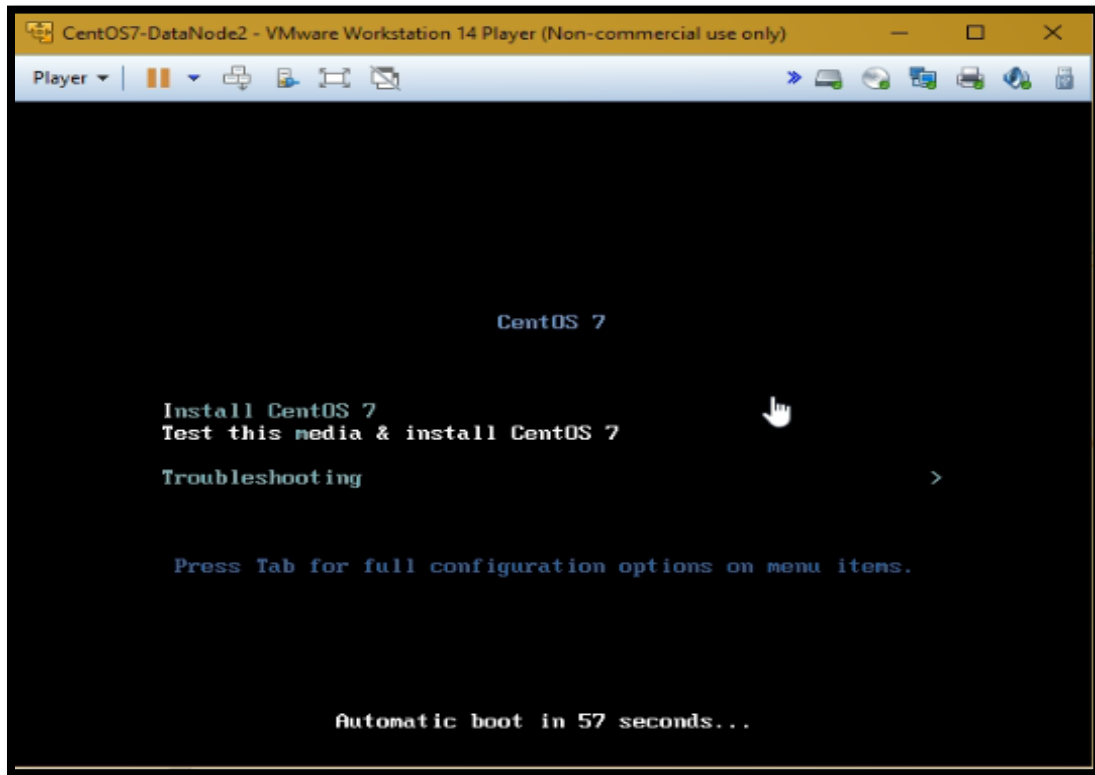 CentOS7-DataNode2 - VMware Workstation 14 Player (Non-commercial use only)
Player
CentOS 7
Install CentOS 7
Test this media & install CentOS 7
Troubleshooting >
Press Tab for full configuration options on menu items.
Automatic boot in 57 seconds...